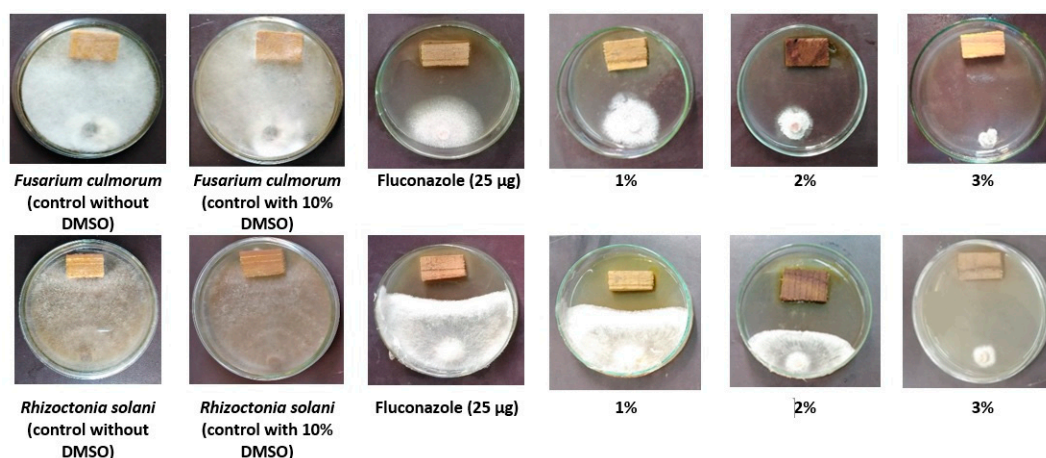 Fusarium culmorum
(control without
DMSO)
Fusarium culmorum
(control with 10%
DMSO)
Fluconazole (25 µg)
1%
2%
3%
Rhizoctonia solani
(control without
DMSO)
Rhizoctonia solani
(control with 10%
DMSO)
Fluconazole (25 µg)
1%
2%
3%